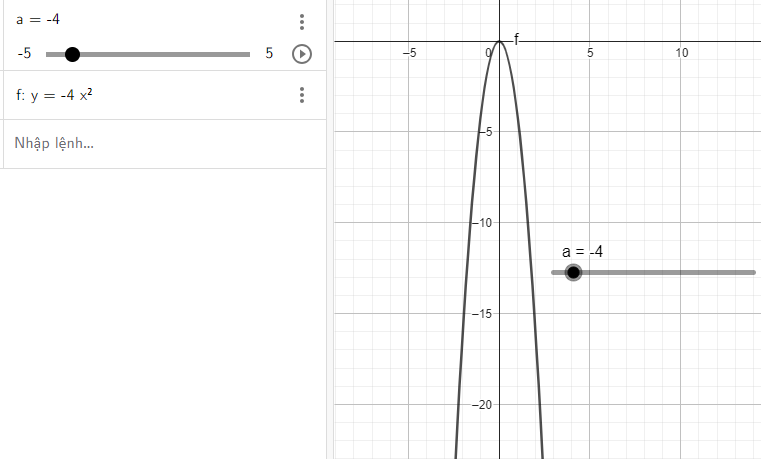 a = -4
-5 5
f: y = -4 x²
Nhập lệnh...
f
−5 0 5 10
−5
−10
a = -4
−15
−20